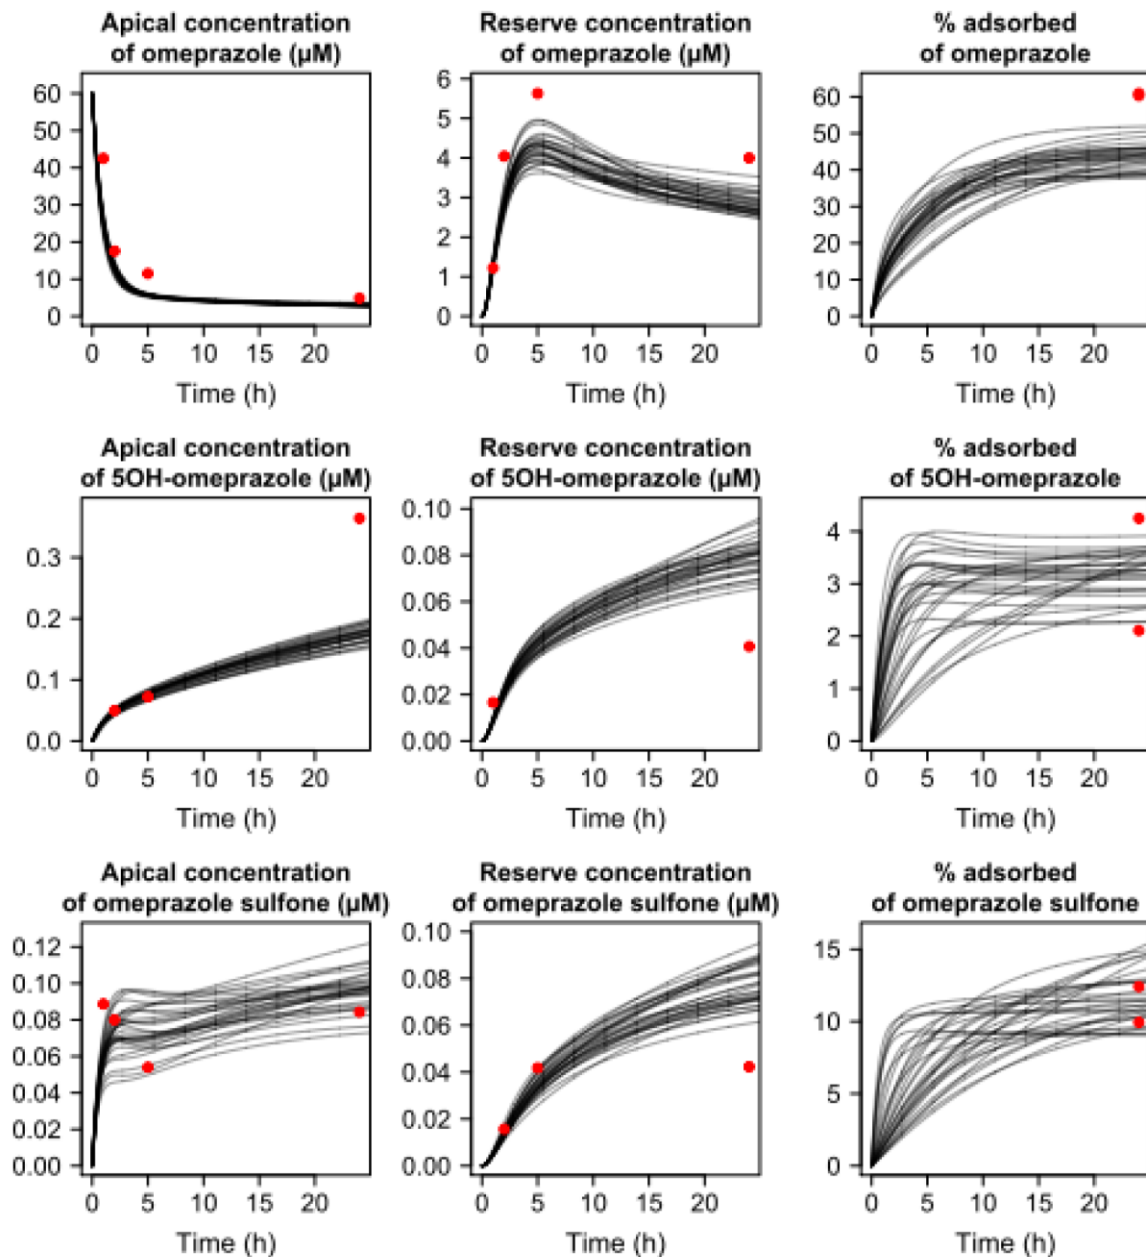 Apical concentration
of omeprazole (µM)
Reserve concentration
of omeprazole (µM)
% adsorbed
of omeprazole
60
50
40
30
20
10
0
0 5 10 15 20
Time (h)
6
5
4
3
2
1
0
0 5 10 15 20
Time (h)
60
50
40
30
20
10
0
0 5 10 15 20
Time (h)
Apical concentration
of 5OH-omeprazole (µM)
Reserve concentration
of 5OH-omeprazole (µM)
% adsorbed
of 5OH-omeprazole
0.3
0.2
0.1
0.0
0 5 10 15 20
Time (h)
0.10
0.08
0.06
0.04
0.02
0.00
0 5 10 15 20
Time (h)
4
3
2
1
0
0 5 10 15 20
Time (h)
Apical concentration
of omeprazole sulfone (µM)
Reserve concentration
of omeprazole sulfone (µM)
% adsorbed
of omeprazole sulfone
0.12
0.10
0.08
0.06
0.04
0.02
0.00
0 5 10 15 20
Time (h)
0.10
0.08
0.06
0.04
0.02
0.00
0 5 10 15 20
Time (h)
15
10
5
0
0 5 10 15 20
Time (h)